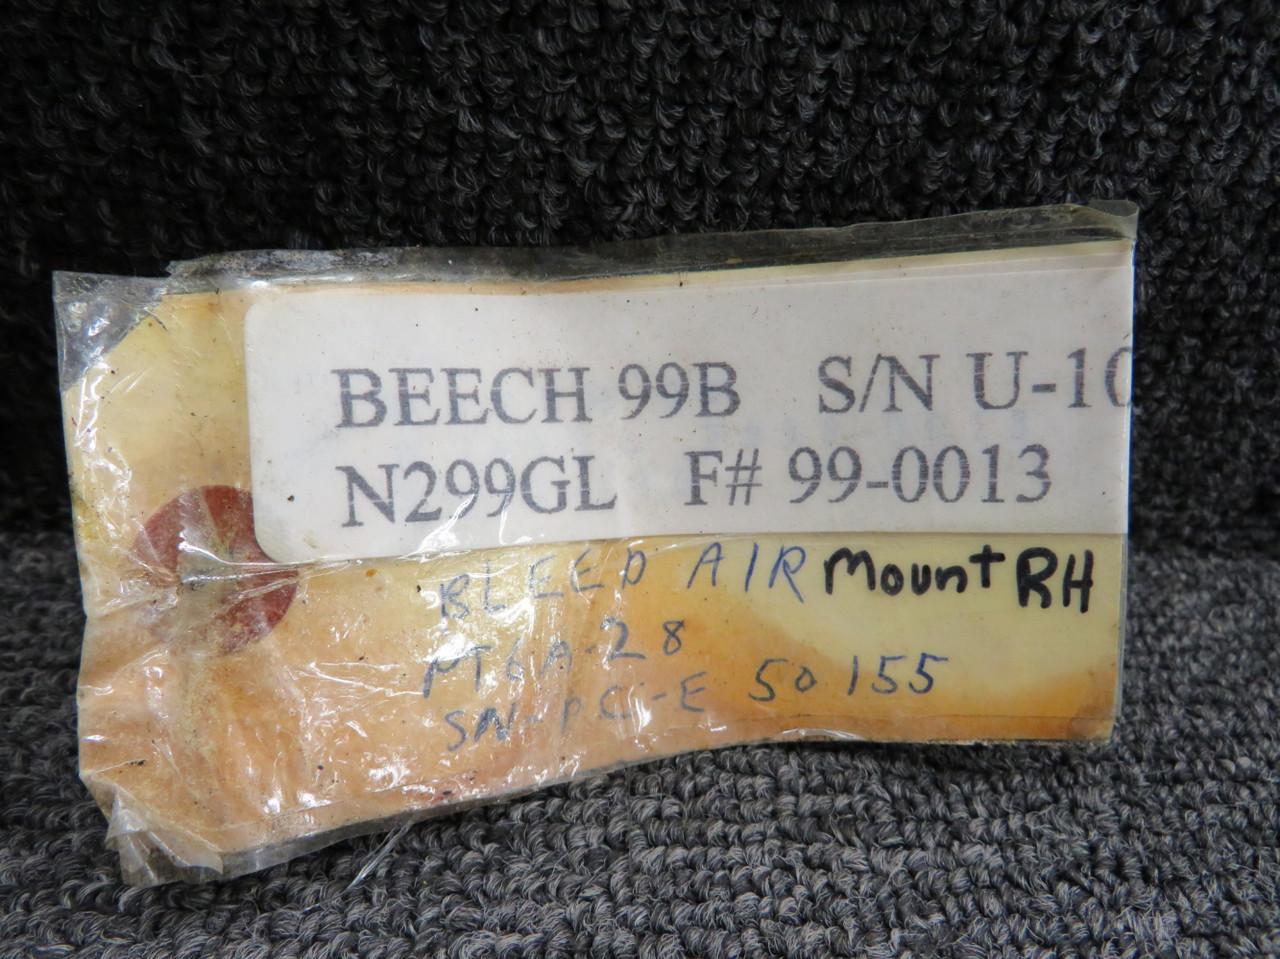 BEECH 99B S/N U-10
N299GL F# 99-0013
BLEED AIR Mount RH
PT6A-28
SN-PC-E 50155